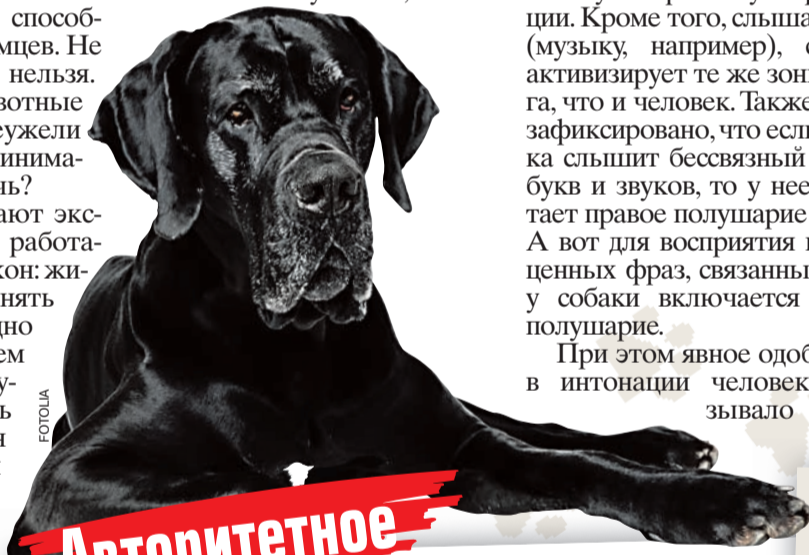 способ-
мцев. Не
нельзя.
вотные
еужели
инима-
нь?
ают экс-
работа-
кон: жи-
нять
дно
ем
у-
ь
я
FOTOLIA
Авторитетное
ции. Кроме того, слыша
(музыку, например), с
активизирует те же зон
га, что и человек. Также
зафиксировано, что если
ка слышит бессвязный
букв и звуков, то у нее
тает правое полушарие
А вот для восприятия
ценных фраз, связанны
у собаки включается
полушарие.
При этом явное одоб
в интонации человек
зывало